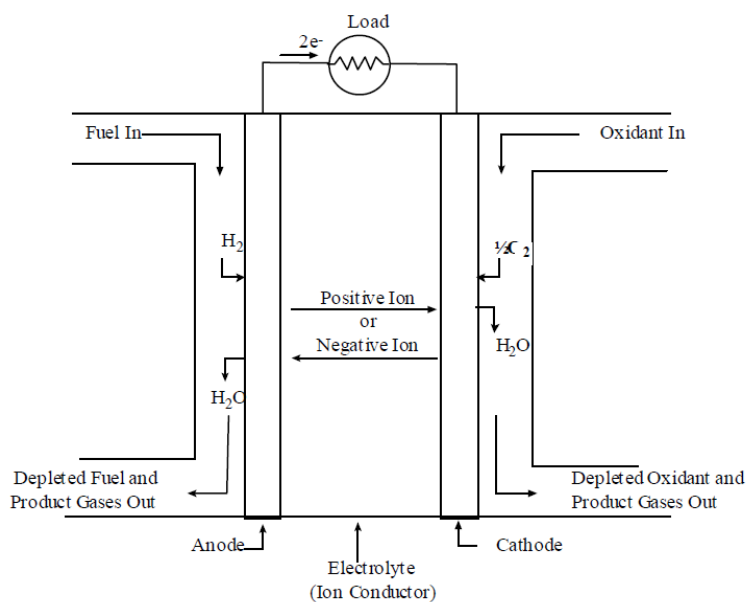 Load
2e-
Fuel In
Oxidant In
H2
½O2
Positive Ion
or
Negative Ion
H2O
H2O
Depleted Fuel and
Product Gases Out
Depleted Oxidant and
Product Gases Out
Anode
Cathode
Electrolyte
(Ion Conductor)